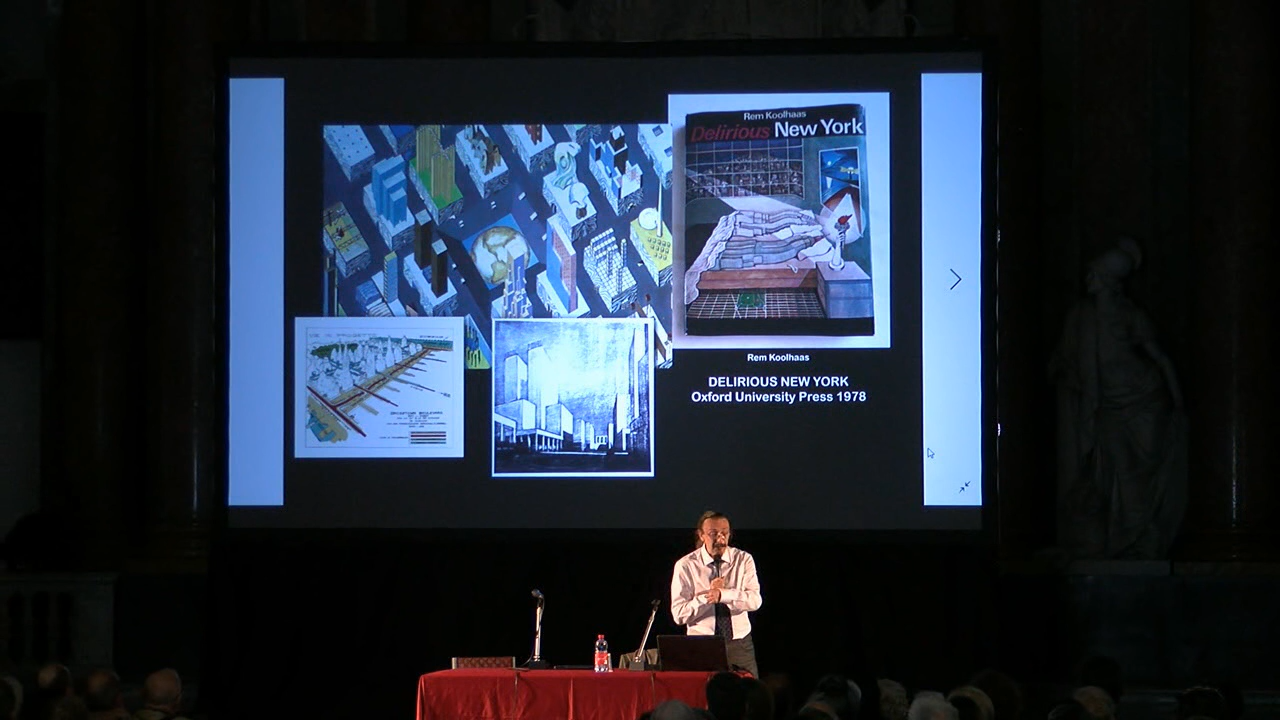 Rem Koolhaas
Delirious New York
Rem Koolhaas
DELIRIOUS NEW YORK
Oxford University Press 1978